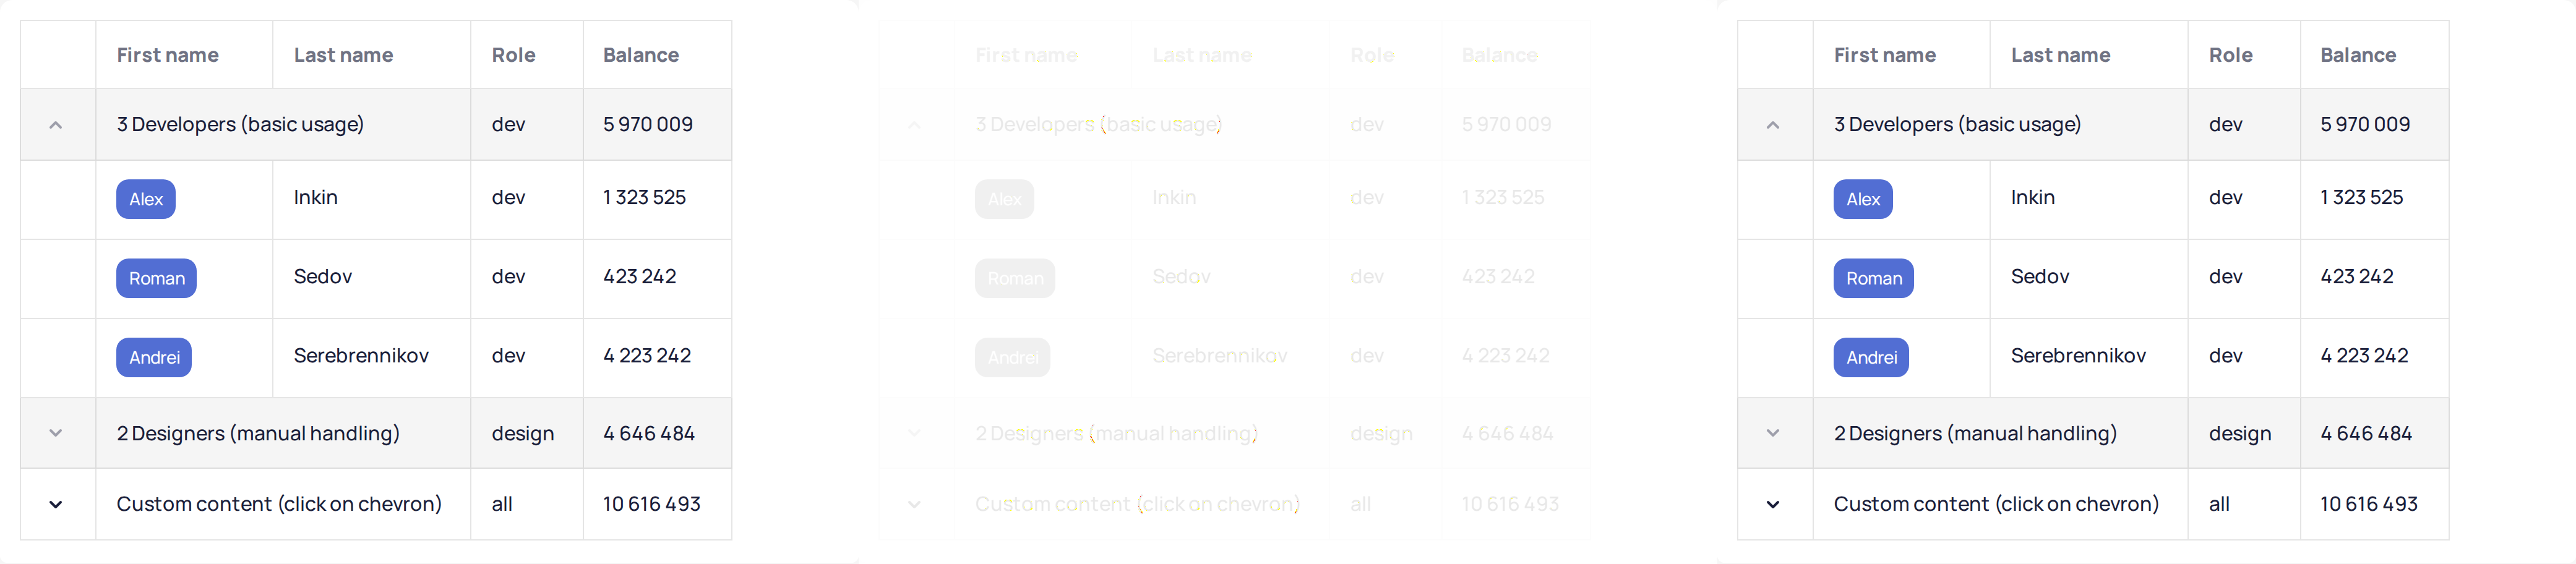 First name Last name Role Balance
3 Developers (basic usage) dev 5 970 009
Alex Inkin dev 1 323 525
Roman Sedov dev 423 242
Andrei Serebrennikov dev 4 223 242
2 Designers (manual handling) design 4 646 484
Custom content (click on chevron) all 10 616 493
First name Last name Role Balance
3 Developers (basic usage) dev 5 970 009
Alex Inkin dev 1 323 525
Roman Sedov dev 423 242
Andrei Serebrennikov dev 4 223 242
2 Designers (manual handling) design 4 646 484
Custom content (click on chevron) all 10 616 493
First name Last name Role Balance
3 Developers (basic usage) dev 5 970 009
Alex Inkin dev 1 323 525
Roman Sedov dev 423 242
Andrei Serebrennikov dev 4 223 242
2 Designers (manual handling) design 4 646 484
Custom content (click on chevron) all 10 616 493